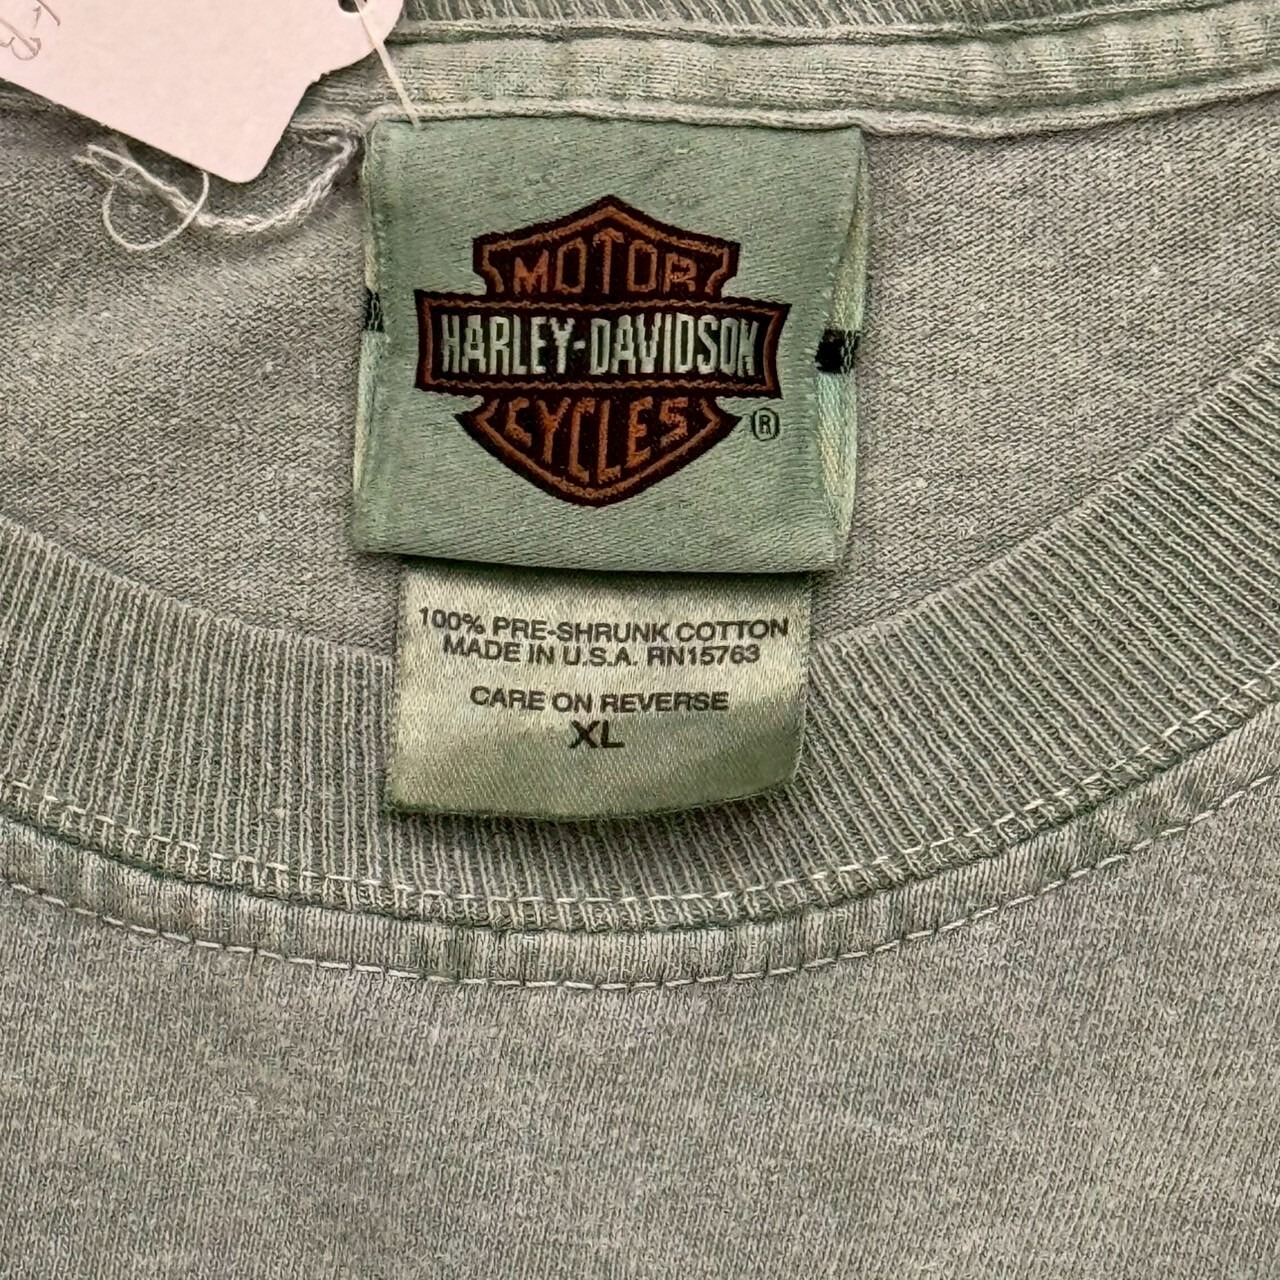 MOTOR
HARLEY-DAVIDSON
CYCLES
®
100% PRE-SHRUNK COTTON
MADE IN U.S.A. RN15763
CARE ON REVERSE
XL